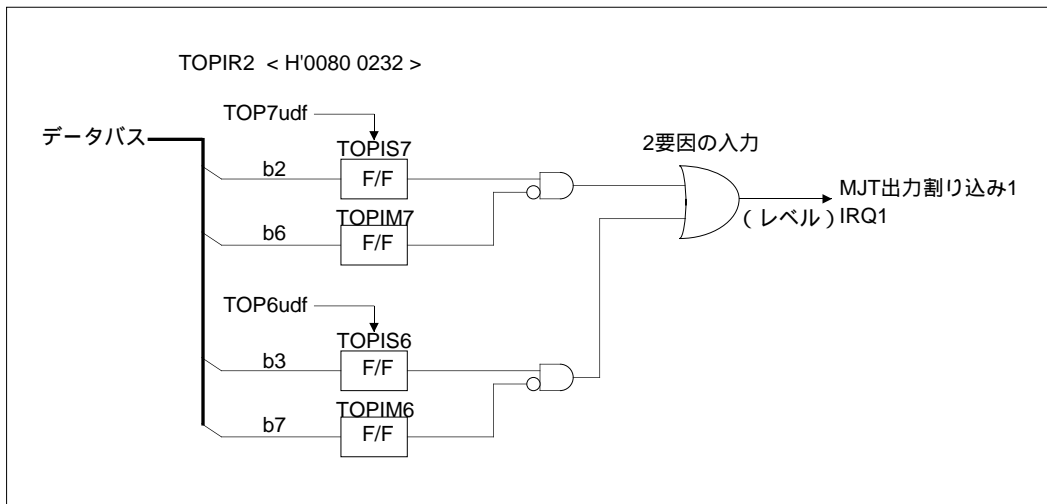 TOPIR2 < H'0080 0232 >
TOP7udf
データバス
TOPIS7
2要因の入力
b2
F/F
MJT出力割り込み1
TOPIM7
(レベル)
IRQ1
b6
F/F
TOP6udf
TOPIS6
b3
F/F
TOPIM6
b7
F/F